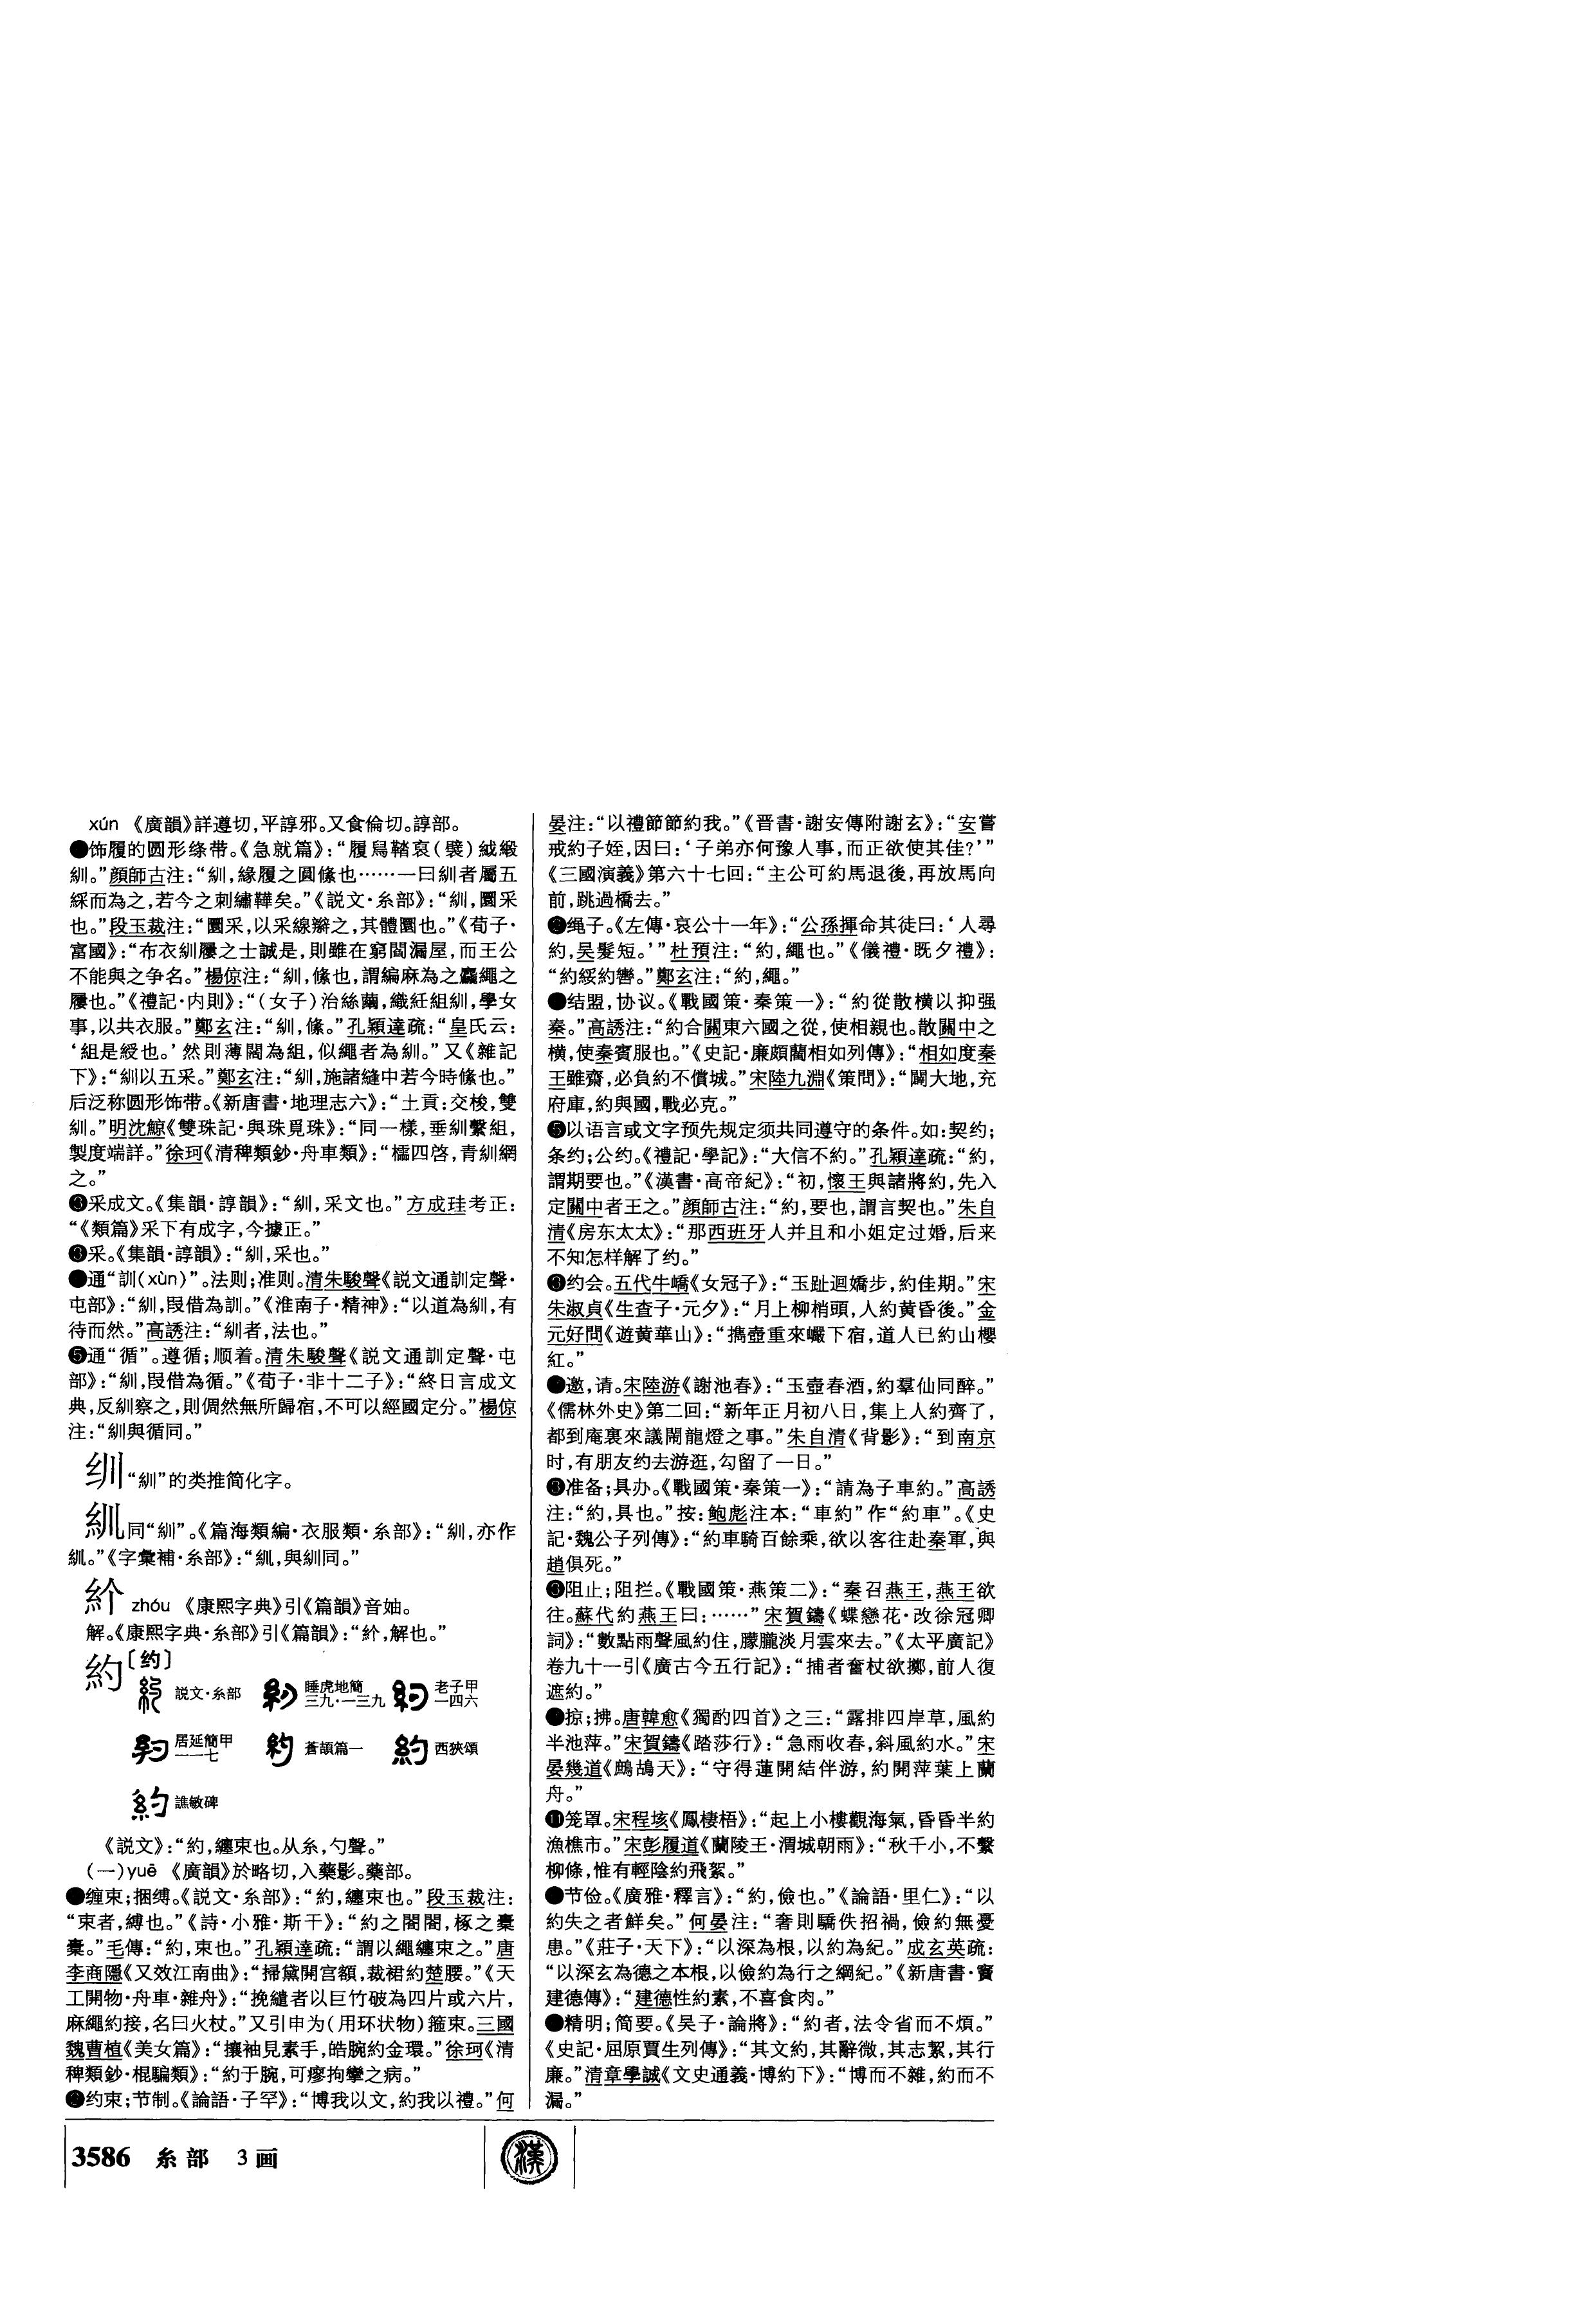 xún 《廣韻》詳遵切,平諄邪。又食倫切。諄部。
●饰履的圆形绦带。《急就篇》:“履舄鞜裒(褩)絨緞
紃。”顔師古注:“紃,緣履之圓絛也……一曰紃者屬五
綵而為之,若今之刺繡鞾矣。”《説文·糸部》:“紃,圜采
也。”段玉裁注:“圜采,以采線辮之,其體圜也。”《荀子·
富國》:“布衣紃屨之士誠是,則雖在窮閻漏屋,而王公
不能與之争名。”楊倞注:“紃,絛也,謂編麻為之麤繩之
屨也。”《禮記·内則》:“(女子)治絲繭,織紝組紃,學女
事,以共衣服。”鄭玄注:“紃,絛。”孔穎達疏:“皇氏云:
‘組是綬也。’然則薄闊為組,似繩者為紃。”又《雜記
下》:“紃以五采。”鄭玄注:“紃,施諸縫中若今時絛也。”
后泛称圆形饰带。《新唐書·地理志六》:“土貢:交梭,雙
紃。”明沈鯨《雙珠記·與珠覓珠》:“同一樣,垂紃繫組,
製度端詳。”徐珂《清稗類鈔·舟車類》:“櫺四啓,青紃網
之。”
❷采成文。《集韻·諄韻》:“紃,采文也。”方成珪考正:
“《類篇》采下有成字,今據正。”
❸采。《集韻·諄韻》:“紃,采也。”
●通“訓(xùn)”。法则;准则。清朱駿聲《説文通訓定聲·
屯部》:“紃,叚借為訓。”《淮南子·精神》:“以道為紃,有
待而然。”高誘注:“紃者,法也。”
❺通“循”。遵循;顺着。清朱駿聲《説文通訓定聲·屯
部》:“紃,叚借為循。”《荀子·非十二子》:“終日言成文
典,反紃察之,則倜然無所歸宿,不可以經國定分。”楊倞
注:“紃與循同。”
𬘓“紃”的类推简化字。
同“紃”。《篇海類編·衣服類·糸部》:“紃,亦作
。”《字彙補·糸部》:“,與紃同。”
紒 zhóu 《康熙字典》引《篇韻》音妯。
解。《康熙字典·糸部》引《篇韻》:“紒,解也。”
約〔约〕
説文·糸部 睡虎地簡三九·一三九 老子甲一四六
居延簡甲一一七 蒼頡篇一 西狹頌
譙敏碑
《説文》:“約,纏束也。从糸,勺聲。”
(一)yuē 《廣韻》於略切,入藥影。藥部。
●缠束;捆缚。《説文·糸部》:“約,纏束也。”段玉裁注:
“束者,縛也。”《詩·小雅·斯干》:“約之閣閣,椓之橐
橐。”毛傳:“約,束也。”孔穎達疏:“謂以繩纏束之。”唐
李商隱《又效江南曲》:“掃黛開宫額,裁裙約楚腰。”《天
工開物·舟車·雜舟》:“挽繾者以巨竹破為四片或六片,
麻繩約接,名曰火杖。”又引申为(用环状物)箍束。三國
魏曹植《美女篇》:“攘袖見素手,皓腕約金環。”徐珂《清
稗類鈔·棍騙類》:“約于腕,可瘳拘攣之病。”
❷约束;节制。《論語·子罕》:“博我以文,約我以禮。”何
晏注:“以禮節節約我。”《晋書·謝安傳附謝玄》:“安嘗
戒約子姪,因曰:‘子弟亦何豫人事,而正欲使其佳?’”
《三國演義》第六十七回:“主公可約馬退後,再放馬向
前,跳過橋去。”
❸绳子。《左傳·哀公十一年》:“公孫揮命其徒曰:‘人尋
約,吴髪短。’”杜預注:“約,繩也。”《儀禮·既夕禮》:
“約綏約轡。”鄭玄注:“約,繩。”
●结盟,协议。《戰國策·秦策一》:“約從散横以抑强
秦。”高誘注:“約合關東六國之從,使相親也。散關中之
横,使秦賓服也。”《史記·廉頗藺相如列傳》:“相如度秦
王雖齋,必負約不償城。”宋陸九淵《策問》:“闢大地,充
府庫,約與國,戰必克。”
❺以语言或文字预先规定须共同遵守的条件。如:契约;
条约;公约。《禮記·學記》:“大信不約。”孔穎達疏:“約,
謂期要也。”《漢書·高帝紀》:“初,懷王與諸將約,先入
定關中者王之。”顔師古注:“約,要也,謂言契也。”朱自
清《房东太太》:“那西班牙人并且和小姐定过婚,后来
不知怎样解了约。”
❻约会。五代牛嶠《女冠子》:“玉趾迴嬌步,約佳期。”宋
朱淑貞《生查子·元夕》:“月上柳梢頭,人約黄昏後。”金
元好問《遊黄華山》:“擕壺重來巖下宿,道人已約山櫻
紅。”
●邀,请。宋陸游《謝池春》:“玉壺春酒,約羣仙同醉。”
《儒林外史》第二回:“新年正月初八日,集上人約齊了,
都到庵裏來議鬧龍燈之事。”朱自清《背影》:“到南京
时,有朋友约去游逛,勾留了一日。”
❽准备;具办。《戰國策·秦策一》:“請為子車約。”高誘
注:“約,具也。”按:鲍彪注本:“車約”作“約車”。《史
記·魏公子列傳》:“約車騎百餘乘,欲以客往赴秦軍,與
趙俱死。”
❾阻止;阻拦。《戰國策·燕策二》:“秦召燕王,燕王欲
往。蘇代約燕王曰:……”宋賀鑄《蝶戀花·改徐冠卿
詞》:“數點雨聲風約住,朦朧淡月雲來去。”《太平廣記》
卷九十一引《廣古今五行記》:“捕者奮杖欲擲,前人復
遮約。”
●掠;拂。唐韓愈《獨酌四首》之三:“露排四岸草,風約
半池萍。”宋賀鑄《踏莎行》:“急雨收春,斜風約水。”宋
晏幾道《鷓鴣天》:“守得蓮開結伴游,約開萍葉上蘭
舟。”
⓫笼罩。宋程垓《鳳棲梧》:“起上小樓觀海氣,昏昏半約
漁樵市。”宋彭履道《蘭陵王·渭城朝雨》:“秋千小,不繫
柳條,惟有輕陰約飛絮。”
●节俭。《廣雅·釋言》:“約,儉也。”《論語·里仁》:“以
約失之者鮮矣。”何晏注:“奢則驕佚招禍,儉約無憂
患。”《莊子·天下》:“以深為根,以約為紀。”成玄英疏:
“以深玄為德之本根,以儉約為行之綱紀。”《新唐書·竇
建德傳》:“建德性約素,不喜食肉。”
●精明;简要。《吴子·論將》:“約者,法令省而不煩。”
《史記·屈原賈生列傳》:“其文約,其辭微,其志絜,其行
廉。”清章學誠《文史通義·博約下》:“博而不雜,約而不
漏。”
3586 糸部 3画
漢